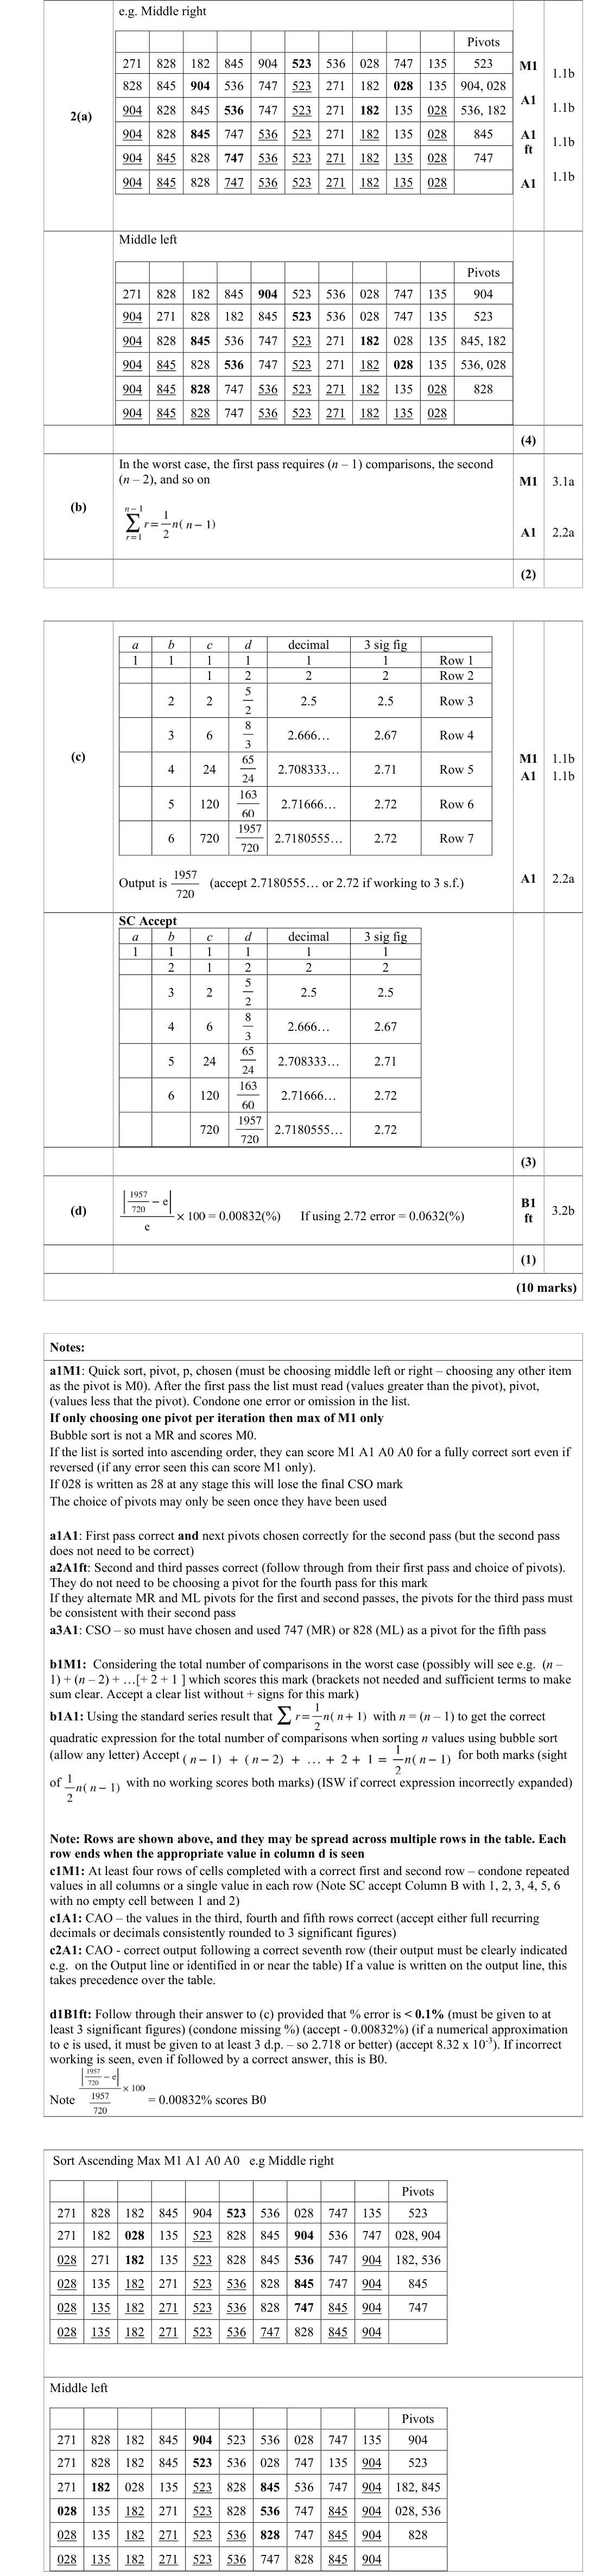 e.g. Middle right
Pivots
271 828 182 845 904 523 536 028 747 135 523 M1 1.1b
828 845 904 536 747 523 271 182 028 135 904, 028
A1 1.1b
2(a) 904 828 845 536 747 523 271 182 135 028 536, 182
904 828 845 747 536 523 271 182 135 028 845 A1 ft 1.1b
904 845 828 747 536 523 271 182 135 028 747
904 845 828 747 536 523 271 182 135 028 A1 1.1b
Middle left
Pivots
271 828 182 845 904 523 536 028 747 135 904
904 271 828 182 845 523 536 028 747 135 523
904 828 845 536 747 523 271 182 028 135 845, 182
904 845 828 536 747 523 271 182 028 135 536, 028
904 845 828 747 536 523 271 182 135 028 828
904 845 828 747 536 523 271 182 135 028
(4)
In the worst case, the first pass requires (n – 1) comparisons, the second
(n – 2), and so on M1 3.1a
(b)
n−1 ∑ r=1 r = 1/2 n( n − 1) A1 2.2a
(2)
a b c d decimal 3 sig fig
1 1 1 1 1 1 Row 1
1 2 2 2 Row 2
2 2 5/2 2.5 2.5 Row 3
3 6 8/3 2.666… 2.67 Row 4
(c) M1 1.1b
4 24 65/24 2.708333… 2.71 Row 5 A1 1.1b
5 120 163/60 2.71666… 2.72 Row 6
6 720 1957/720 2.7180555… 2.72 Row 7
Output is 1957/720 (accept 2.7180555… or 2.72 if working to 3 s.f.) A1 2.2a
SC Accept
a b c d decimal 3 sig fig
1 1 1 1 1 1
2 1 2 2 2
3 2 5/2 2.5 2.5
4 6 8/3 2.666… 2.67
5 24 65/24 2.708333… 2.71
6 120 163/60 2.71666… 2.72
720 1957/720 2.7180555… 2.72
(3)
(d) |1957/720 − e|/e × 100 = 0.00832(%) If using 2.72 error = 0.0632(%) B1 ft 3.2b
(1)
(10 marks)
Notes:
a1M1: Quick sort, pivot, p, chosen (must be choosing middle left or right – choosing any other item
as the pivot is M0). After the first pass the list must read (values greater than the pivot), pivot,
(values less that the pivot). Condone one error or omission in the list.
If only choosing one pivot per iteration then max of M1 only
Bubble sort is not a MR and scores M0.
If the list is sorted into ascending order, they can score M1 A1 A0 A0 for a fully correct sort even if
reversed (if any error seen this can score M1 only).
If 028 is written as 28 at any stage this will lose the final CSO mark
The choice of pivots may only be seen once they have been used
a1A1: First pass correct and next pivots chosen correctly for the second pass (but the second pass
does not need to be correct)
a2A1ft: Second and third passes correct (follow through from their first pass and choice of pivots).
They do not need to be choosing a pivot for the fourth pass for this mark
If they alternate MR and ML pivots for the first and second passes, the pivots for the third pass must
be consistent with their second pass
a3A1: CSO – so must have chosen and used 747 (MR) or 828 (ML) as a pivot for the fifth pass
b1M1: Considering the total number of comparisons in the worst case (possibly will see e.g. (n –
1) + (n – 2) + …[+ 2 + 1 ] which scores this mark (brackets not needed and sufficient terms to make
sum clear. Accept a clear list without + signs for this mark)
b1A1: Using the standard series result that ∑ r = 1/2 n( n + 1) with n = (n – 1) to get the correct
quadratic expression for the total number of comparisons when sorting n values using bubble sort
(allow any letter) Accept ( n − 1) + ( n − 2) + … + 2 + 1 = 1/2 n( n − 1) for both marks (sight
of 1/2 n( n − 1) with no working scores both marks) (ISW if correct expression incorrectly expanded)
Note: Rows are shown above, and they may be spread across multiple rows in the table. Each
row ends when the appropriate value in column d is seen
c1M1: At least four rows of cells completed with a correct first and second row – condone repeated
values in all columns or a single value in each row (Note SC accept Column B with 1, 2, 3, 4, 5, 6
with no empty cell between 1 and 2)
c1A1: CAO – the values in the third, fourth and fifth rows correct (accept either full recurring
decimals or decimals consistently rounded to 3 significant figures)
c2A1: CAO - correct output following a correct seventh row (their output must be clearly indicated
e.g. on the Output line or identified in or near the table) If a value is written on the output line, this
takes precedence over the table.
d1B1ft: Follow through their answer to (c) provided that % error is < 0.1% (must be given to at
least 3 significant figures) (condone missing %) (accept - 0.00832%) (if a numerical approximation
to e is used, it must be given to at least 3 d.p. – so 2.718 or better) (accept 8.32 x 10⁻³). If incorrect
working is seen, even if followed by a correct answer, this is B0.
Note |1957/720 − e| / (1957/720) × 100 = 0.00832% scores B0
Sort Ascending Max M1 A1 A0 A0 e.g Middle right
Pivots
271 828 182 845 904 523 536 028 747 135 523
271 182 028 135 523 828 845 904 536 747 028, 904
028 271 182 135 523 828 845 536 747 904 182, 536
028 135 182 271 523 536 828 845 747 904 845
028 135 182 271 523 536 828 747 845 904 747
028 135 182 271 523 536 747 828 845 904
Middle left
Pivots
271 828 182 845 904 523 536 028 747 135 904
271 828 182 845 523 536 028 747 135 904 523
271 182 028 135 523 828 845 536 747 904 182, 845
028 135 182 271 523 828 536 747 845 904 028, 536
028 135 182 271 523 536 828 747 845 904 828
028 135 182 271 523 536 747 828 845 904